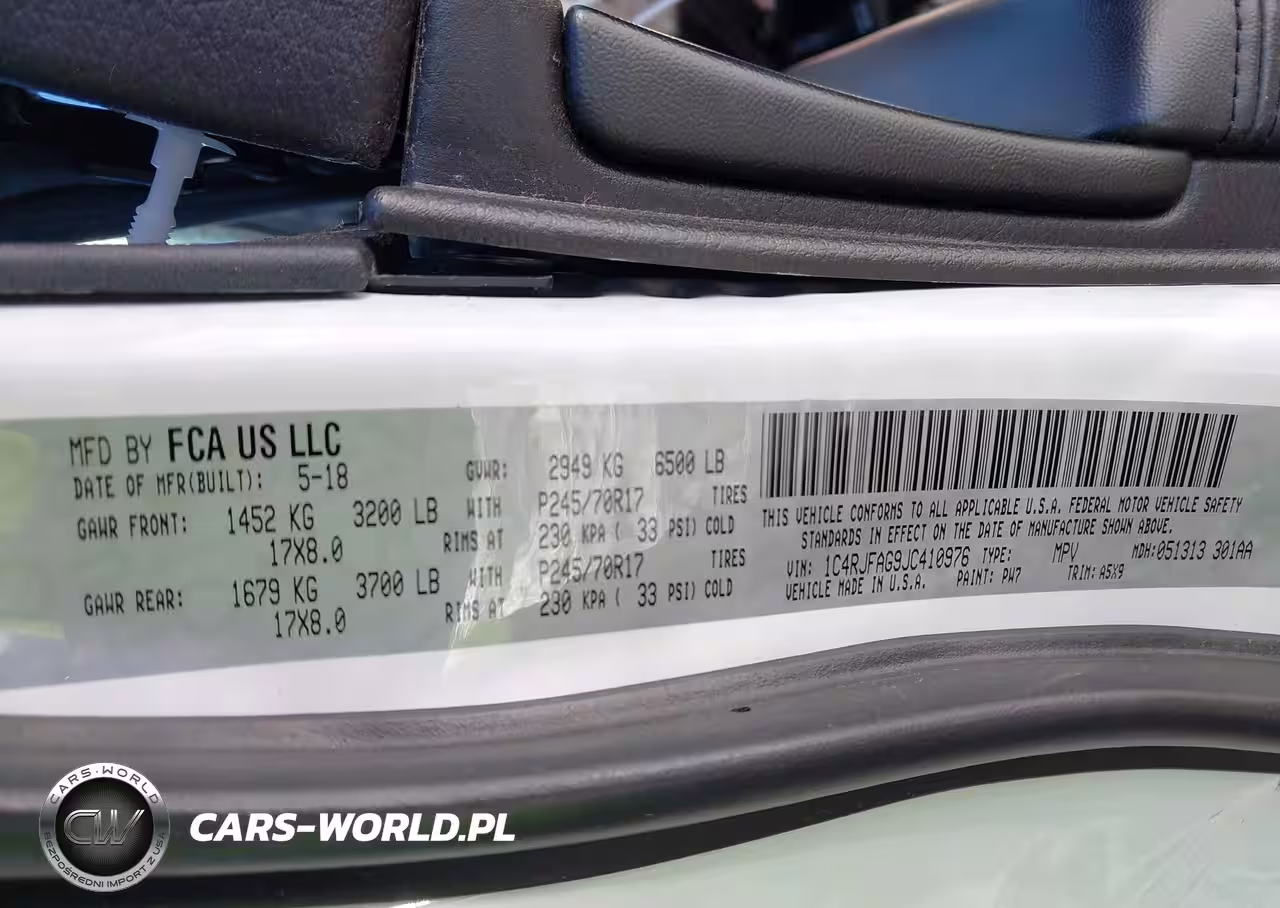 MFD BY FCA US LLC
DATE OF MFR(BUILT): 5-18
GVWR: 2949 KG 6500 LB
GAWR FRONT: 1452 KG 3200 LB WITH P245/70R17 TIRES
17X8.0 RIMS AT 230 KPA ( 33 PSI) COLD
GAWR REAR: 1679 KG 3700 LB WITH P245/70R17 TIRES
17X8.0 RIMS AT 230 KPA ( 33 PSI) COLD
THIS VEHICLE CONFORMS TO ALL APPLICABLE U.S.A. FEDERAL MOTOR VEHICLE SAFETY
STANDARDS IN EFFECT ON THE DATE OF MANUFACTURE SHOWN ABOVE.
VIN: 1C4RJFAG9JC410976 TYPE: MPV MDH:051313 301AA
VEHICLE MADE IN U.S.A. PAINT: PW7 TRIM: A5X9
CARS-WORLD
CW
BEZPOŚREDNI IMPORT Z USA
CARS-WORLD.PL